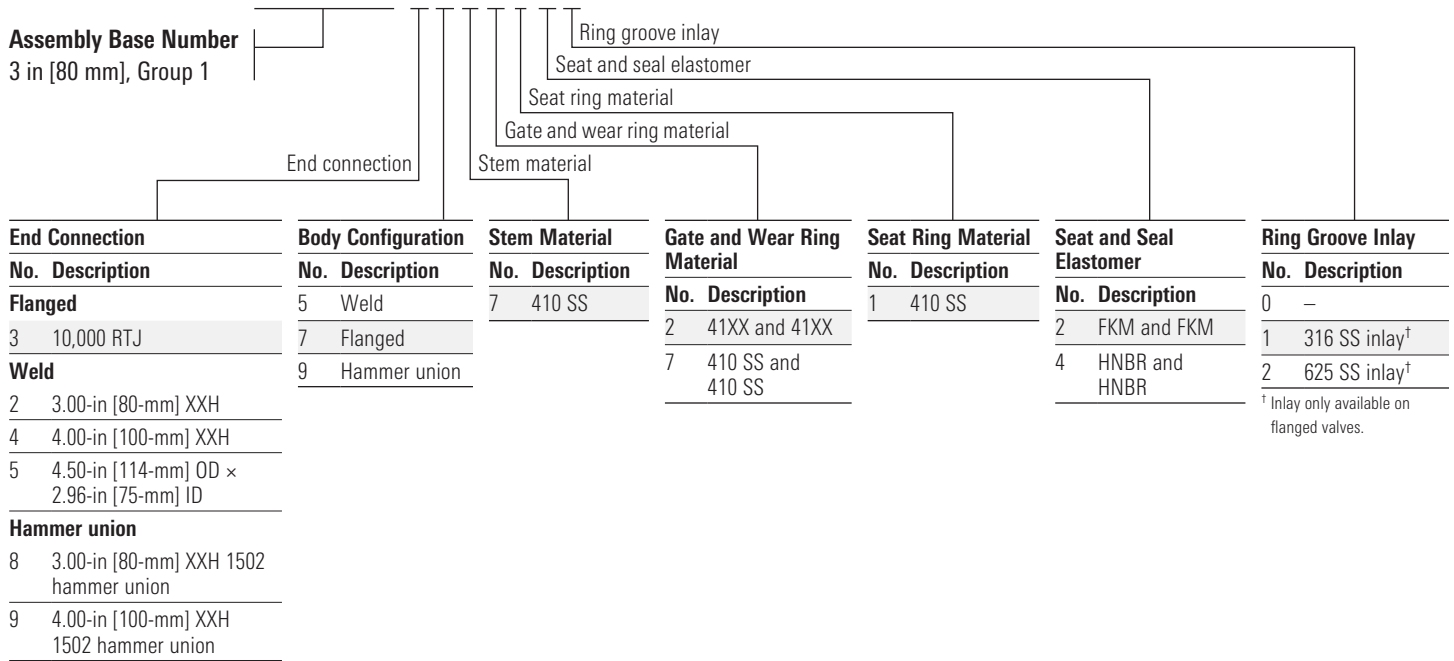 Assembly Base Number
3 in [80 mm], Group 1
Ring groove inlay
Seat and seal elastomer
Seat ring material
Gate and wear ring material
End connection
Stem material
End Connection
No. Description
Flanged
3 10,000 RTJ
Weld
2 3.00-in [80-mm] XXH
4 4.00-in [100-mm] XXH
5 4.50-in [114-mm] OD ×
2.96-in [75-mm] ID
Hammer union
8 3.00-in [80-mm] XXH 1502
hammer union
9 4.00-in [100-mm] XXH
1502 hammer union
Body Configuration
No. Description
5 Weld
7 Flanged
9 Hammer union
Stem Material
No. Description
7 410 SS
Gate and Wear Ring
Material
No. Description
2 41XX and 41XX
7 410 SS and
410 SS
Seat Ring Material
No. Description
1 410 SS
Seat and Seal
Elastomer
No. Description
2 FKM and FKM
4 HNBR and
HNBR
Ring Groove Inlay
No. Description
0 –
1 316 SS inlay†
2 625 SS inlay†
† Inlay only available on
flanged valves.